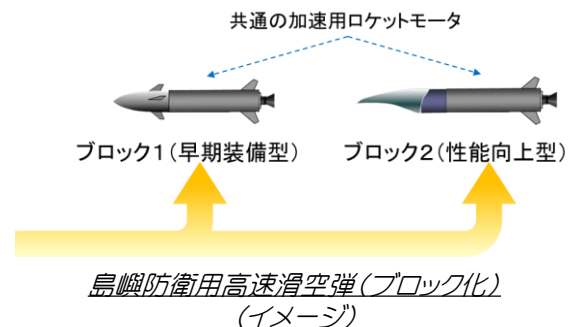 共通の加速用ロケットモータ
ブロック1（早期装備型）
ブロック2（性能向上型）
島嶼防衛用高速滑空弾（ブロック化）
（イメージ）